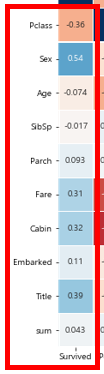 Pclass -0.36
Sex 0.54
Age -0.074
SibSp -0.017
Parch 0.093
Fare 0.31
Cabin 0.32
Embarked 0.11
Title 0.39
sum 0.043
Survived